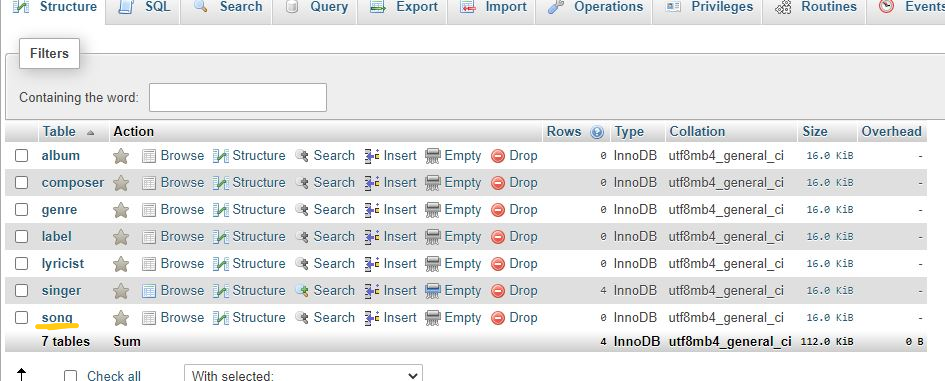 Structure SQL Search Query Export Import Operations Privileges Routines Events
Filters
Containing the word:
Table Action Rows Type Collation Size Overhead
album Browse Structure Search Insert Empty Drop 0 InnoDB utf8mb4_general_ci 16.0 KiB -
composer Browse Structure Search Insert Empty Drop 0 InnoDB utf8mb4_general_ci 16.0 KiB -
genre Browse Structure Search Insert Empty Drop 0 InnoDB utf8mb4_general_ci 16.0 KiB -
label Browse Structure Search Insert Empty Drop 0 InnoDB utf8mb4_general_ci 16.0 KiB -
lyricist Browse Structure Search Insert Empty Drop 0 InnoDB utf8mb4_general_ci 16.0 KiB -
singer Browse Structure Search Insert Empty Drop 4 InnoDB utf8mb4_general_ci 16.0 KiB -
song Browse Structure Search Insert Empty Drop 0 InnoDB utf8mb4_general_ci 16.0 KiB -
7 tables Sum 4 InnoDB utf8mb4_general_ci 112.0 KiB 0 B
Check all With selected: